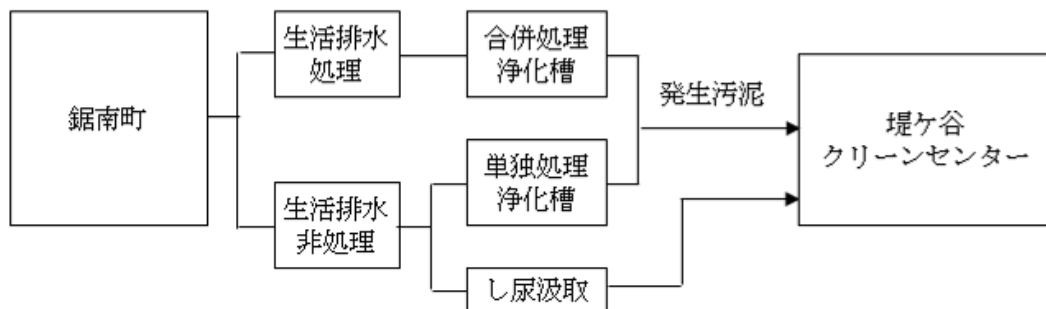 鋸南町
生活排水
処理
合併処理
浄化槽
発生汚泥
堤ケ谷
クリーンセンター
生活排水
非処理
単独処理
浄化槽
し尿汲取